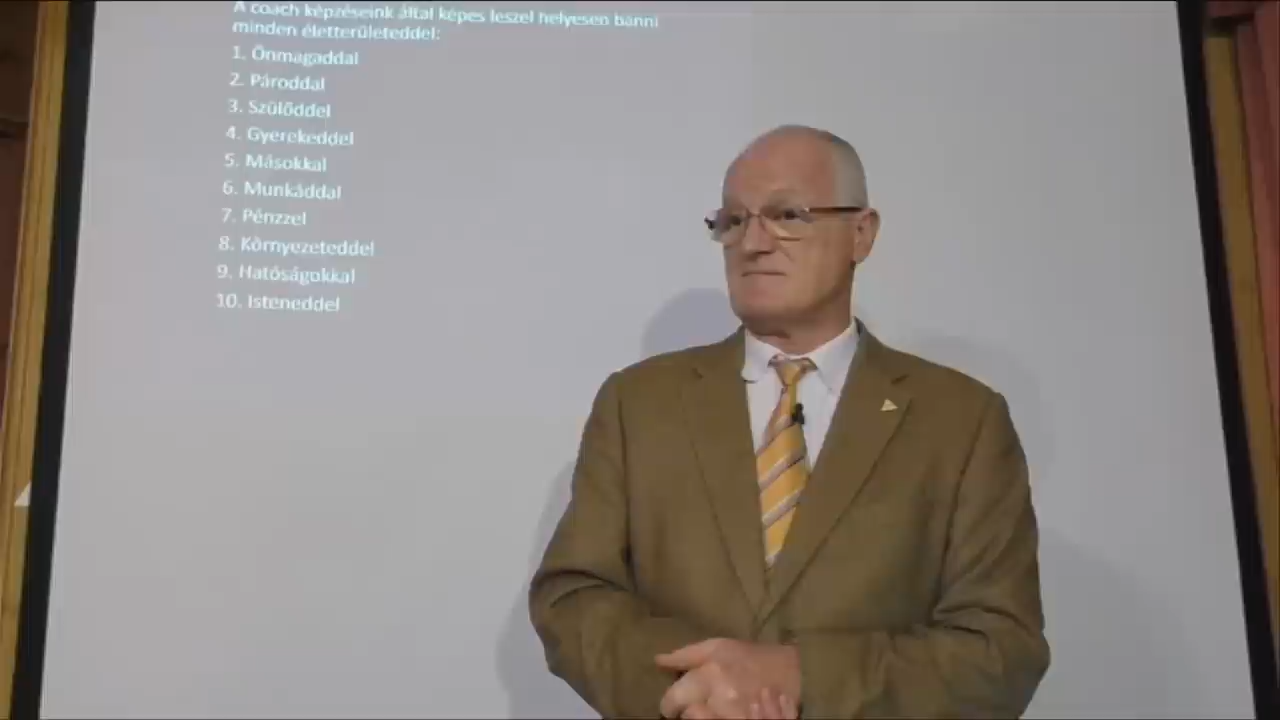 A coach képzéseink által képes leszel helyesen bánni
minden életterületeddel:
1. Önmagaddal
2. Pároddal
3. Szülőddel
4. Gyerekeddel
5. Másokkal
6. Munkáddal
7. Pénzzel
8. Környezeteddel
9. Hatóságokkal
10. Isteneddel